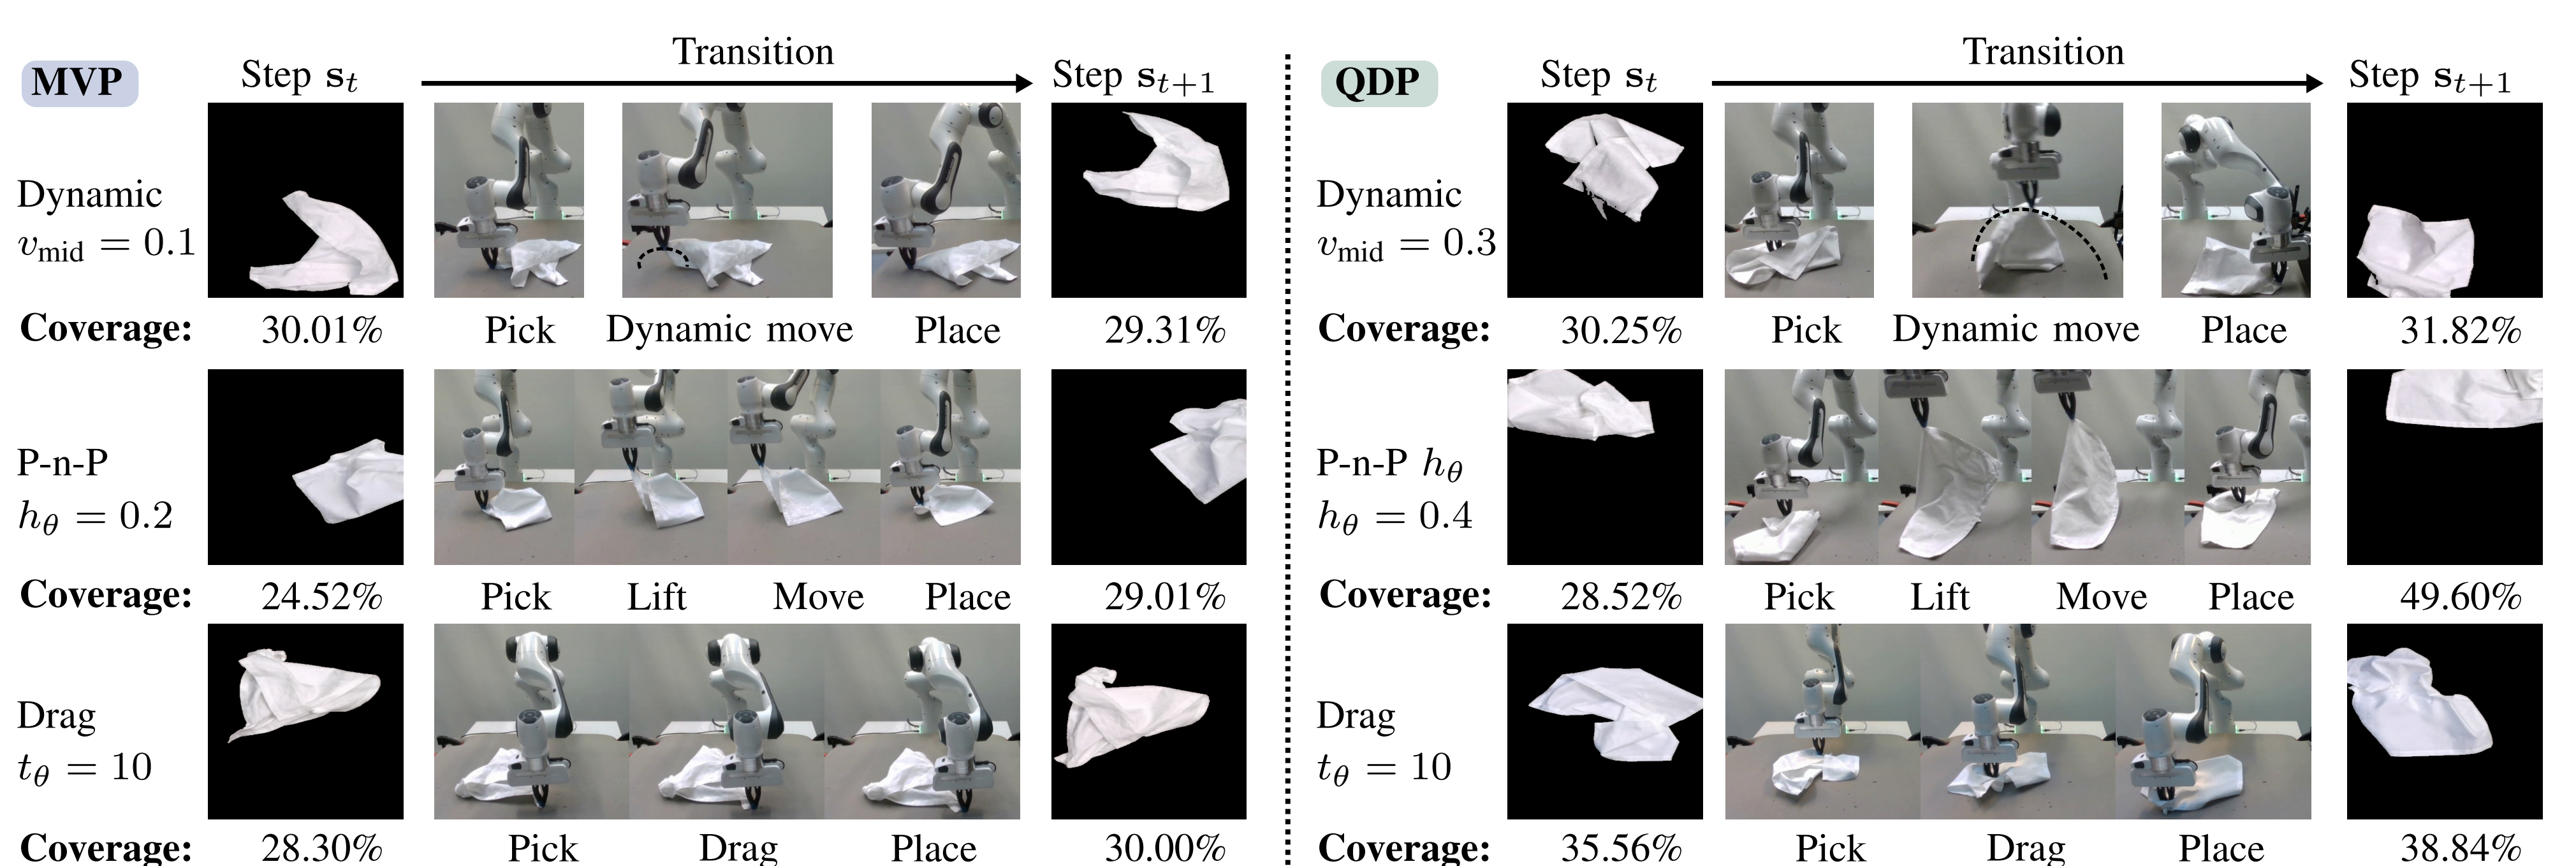 MVP
Step s_t
Transition
Step s_{t+1}
Dynamic
v_mid = 0.1
Coverage: 30.01% Pick Dynamic move Place 29.31%
P-n-P
h_θ = 0.2
Coverage: 24.52% Pick Lift Move Place 29.01%
Drag
t_θ = 10
Coverage: 28.30% Pick Drag Place 30.00%
QDP
Step s_t
Transition
Step s_{t+1}
Dynamic
v_mid = 0.3
Coverage: 30.25% Pick Dynamic move Place 31.82%
P-n-P h_θ
h_θ = 0.4
Coverage: 28.52% Pick Lift Move Place 49.60%
Drag
t_θ = 10
Coverage: 35.56% Pick Drag Place 38.84%